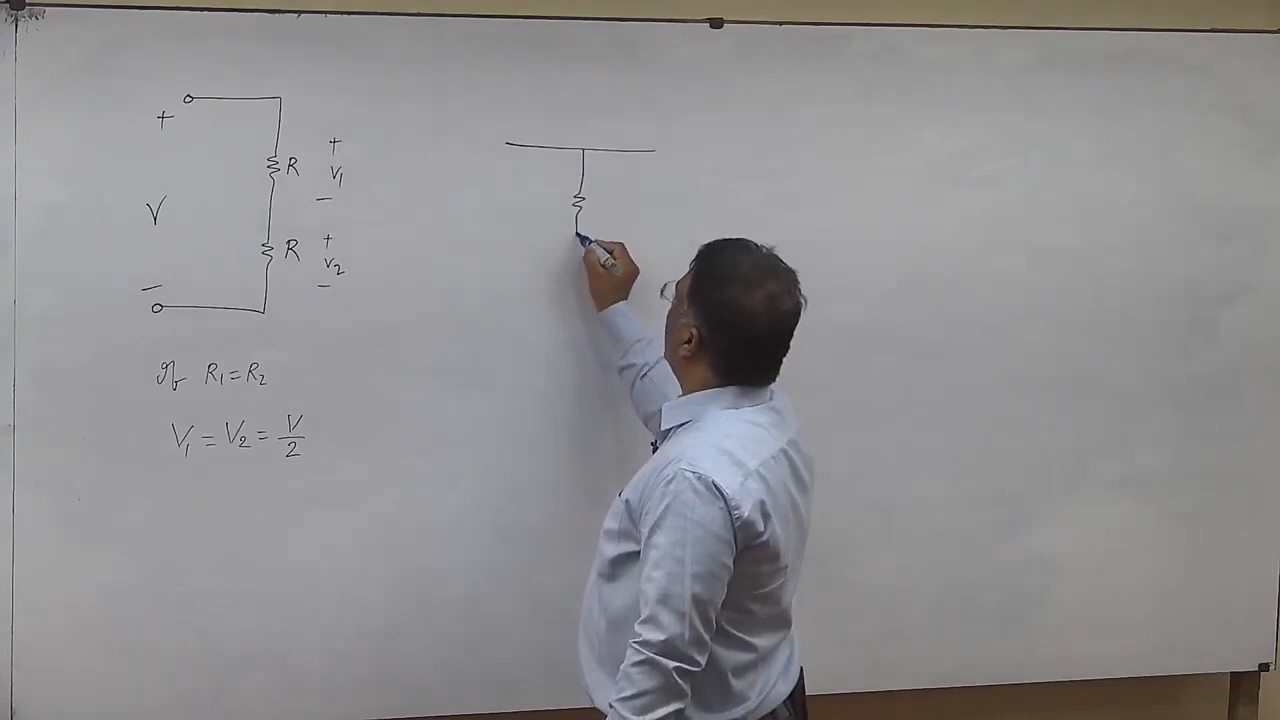 +
R
+
V₁
−
V
R
+
V₂
−
−
If R₁ = R₂
V₁ = V₂ = V/2